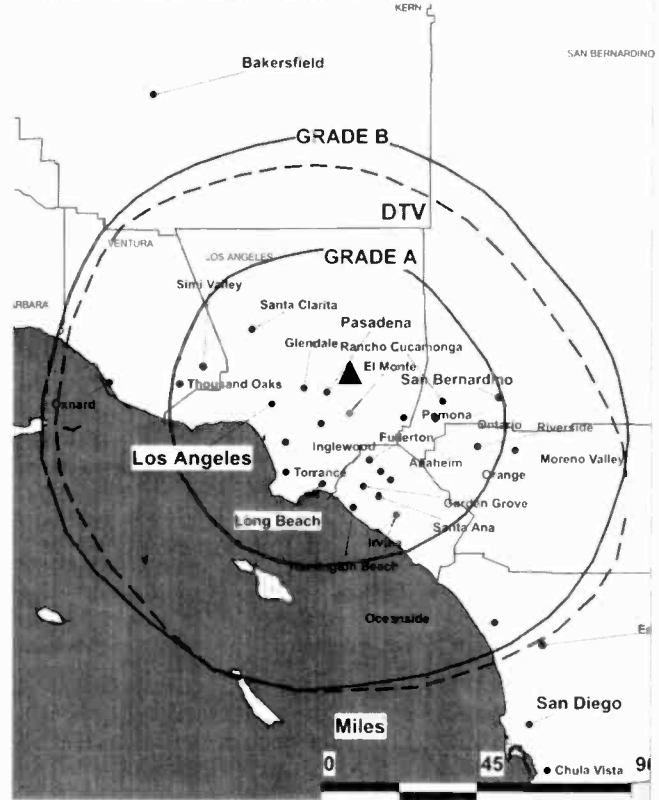 KERN
Bakersfield
SAN BERNARDINO
GRADE B
DTV
VENTURA
LOS ANGELES
GRADE A
Simi Valley
Santa Clarita
ARBARA
Pasadena
Glendale
Rancho Cucamonga
El Monte
San Bernardino
Thousand Oaks
Oxnard
Pomona
Ontario
Riverside
Fullerton
Inglewood
Los Angeles
Anaheim
Moreno Valley
Torrance
Orange
Garden Grove
Long Beach
Santa Ana
Irvine
Huntington Beach
Oceanside
Es
San Diego
Miles
0 45 90
Chula Vista